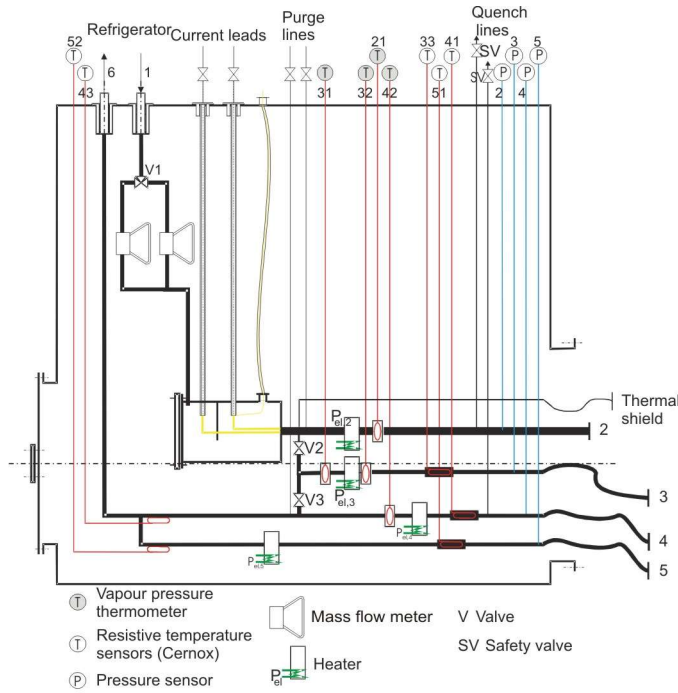 Refrigerator
Current leads
Purge
lines
Quench
lines
52
T
43
T
6
1
31
T
32
T
21
T
42
T
33
T
51
T
41
T
SV
SV
2
P
3
P
4
P
5
P
V1
Thermal
shield
Pel,2
2
V2
Pel,3
V3
3
Pel,4
4
Pel,5
5
T Vapour pressure
thermometer
T Resistive temperature
sensors (Cernox)
P Pressure sensor
Mass flow meter
Pel Heater
V Valve
SV Safety valve